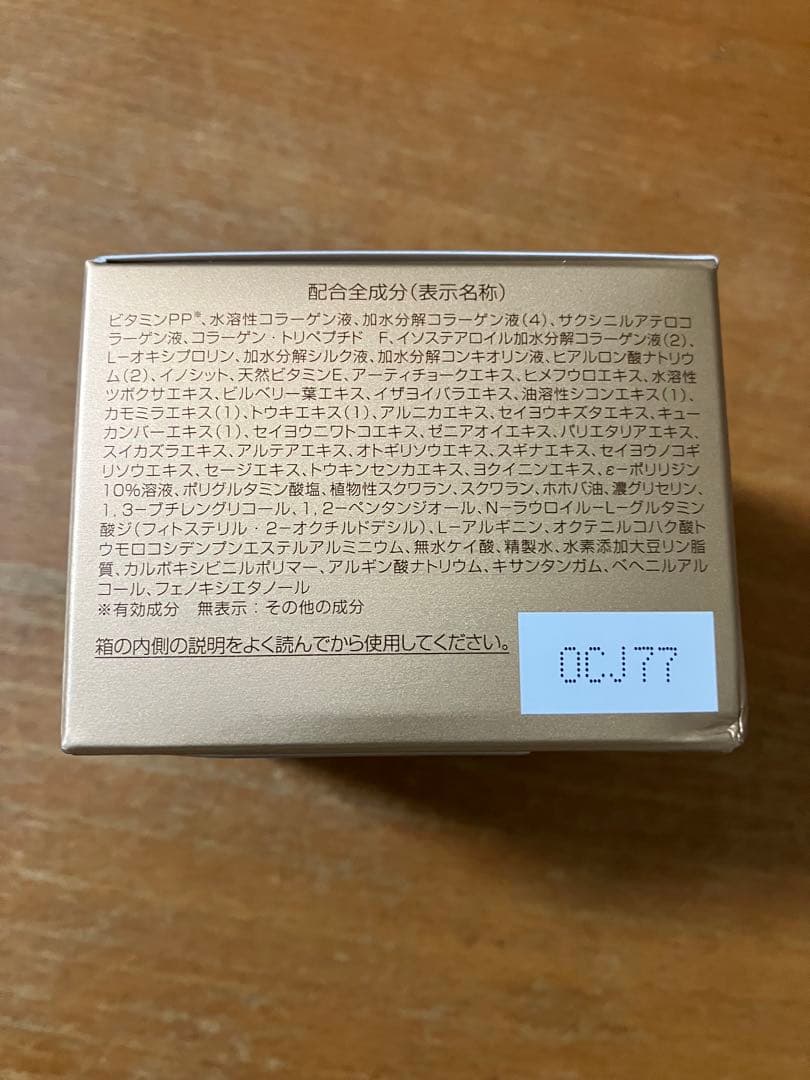 配合全成分（表示名称）
ビタミンPP※、水溶性コラーゲン液、加水分解コラーゲン液（4）、サクシニルアテロコ
ラーゲン液、コラーゲン・トリペプチド　F、イソステアロイル加水分解コラーゲン液（2）、
L-オキシプロリン、加水分解シルク液、加水分解コンキオリン液、ヒアルロン酸ナトリウ
ム（2）、イノシット、天然ビタミンE、アーティチョークエキス、ヒメフウロエキス、水溶性
ツボクサエキス、ビルベリー葉エキス、イザヨイバラエキス、油溶性シコンエキス（1）、
カモミラエキス（1）、トウキエキス（1）、アルニカエキス、セイヨウキズタエキス、キュー
カンバーエキス（1）、セイヨウニワトコエキス、ゼニアオイエキス、パリエタリアエキス、
スイカズラエキス、アルテアエキス、オトギリソウエキス、スギナエキス、セイヨウノコギ
リソウエキス、セージエキス、トウキンセンカエキス、ヨクイニンエキス、ε-ポリリジン
10%溶液、ポリグルタミン酸塩、植物性スクワラン、スクワラン、ホホバ油、濃グリセリン、
1,3-ブチレングリコール、1,2-ペンタンジオール、N-ラウロイル-L-グルタミン
酸ジ（フィトステリル・2-オクチルドデシル）、L-アルギニン、オクテニルコハク酸ト
ウモロコシデンプンエステルアルミニウム、無水ケイ酸、精製水、水素添加大豆リン脂
質、カルボキシビニルポリマー、アルギン酸ナトリウム、キサンタンガム、ベヘニルアル
コール、フェノキシエタノール
※有効成分　無表示：その他の成分
箱の内側の説明をよく読んでから使用してください。
OCJ77